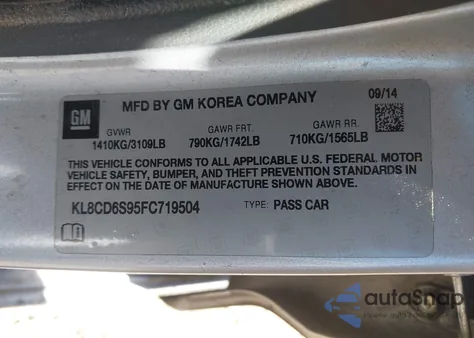 GM
MFD BY GM KOREA COMPANY
09/14
GVWR GAWR FRT. GAWR RR.
1410KG/3109LB 790KG/1742LB 710KG/1565LB
THIS VEHICLE CONFORMS TO ALL APPLICABLE U.S. FEDERAL MOTOR
VEHICLE SAFETY, BUMPER, AND THEFT PREVENTION STANDARDS IN
EFFECT ON THE DATE OF MANUFACTURE SHOWN ABOVE.
KL8CD6S95FC719504 TYPE: PASS CAR
autoSnap